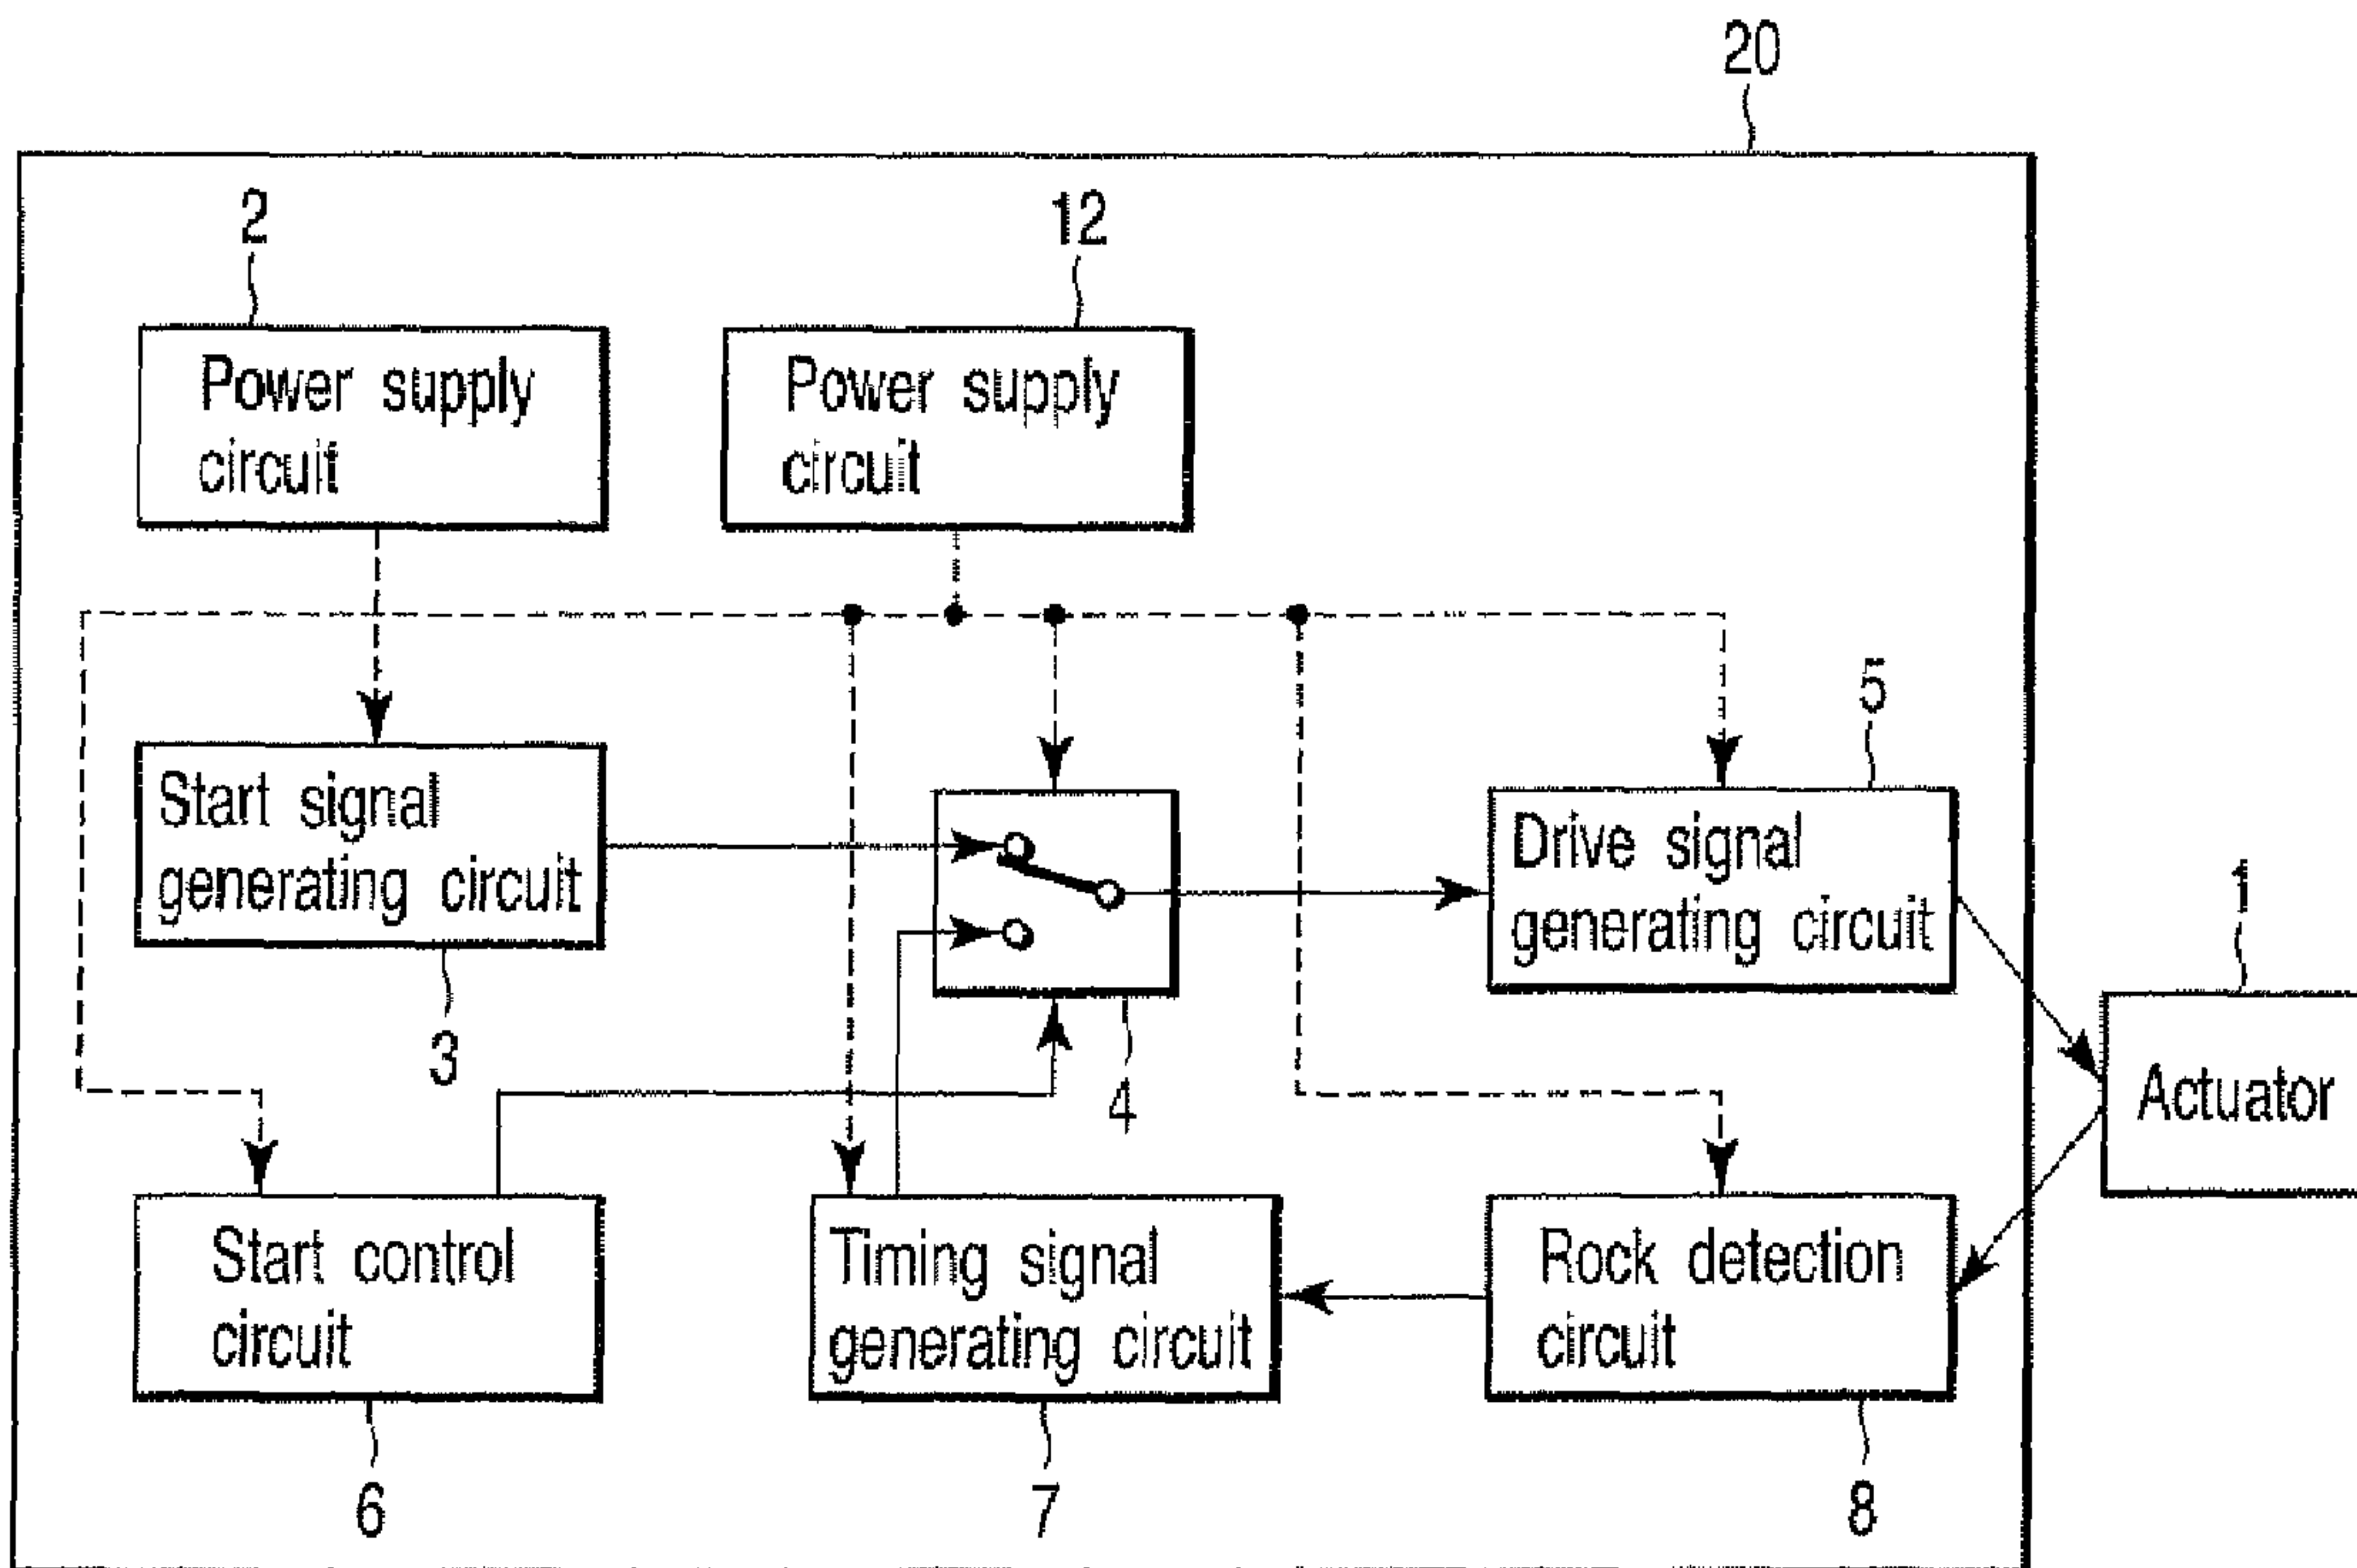 20
2
12
Power supply
circuit
Power supply
circuit
5
Start signal
generating circuit
Drive signal
generating circuit
1
3
4
Actuator
Start control
circuit
Timing signal
generating circuit
Rock detection
circuit
6
7
8